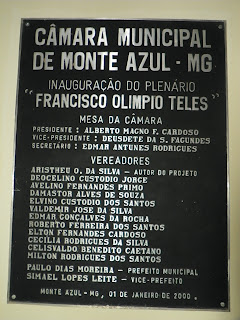 CÂMARA MUNICIPAL
DE MONTE AZUL - MG
INAUGURAÇÃO DO PLENÁRIO
"FRANCISCO OLIMPIO TELES"
MESA DA CÂMARA
PRESIDENTE : ALBERTO MAGNO F. CARDOSO
VICE-PRESIDENTE : DEUSDETE DA S. FAGUNDES
SECRETÁRIO : EDMAR ANTUNES RODRIGUES
VEREADORES
ARISTHEU O. DA SILVA - AUTOR DO PROJETO
DEOCELINO CUSTODIO JORGE
AVELINO FERNANDES PRIMO
DAMASTOR ALVES DE SOUZA
ELVINO CUSTODIO DOS SANTOS
VALDEMIR JOSE DA SILVA
EDMAR GONÇALVES DA ROCHA
ROBERTO FERREIRA DOS SANTOS
ELTON FERNANDES CARDOSO
CECÍLIA RODRIGUES DA SILVA
CELISVALDO BENEDITO CAETANO
MILTON RODRIGUES DOS SANTOS
PAULO DIAS MOREIRA - PREFEITO MUNICIPAL
SIMAEL LOPES LEITE - VICE-PREFEITO
MONTE AZUL-MG, 01 DE JANEIRO DE 2000.